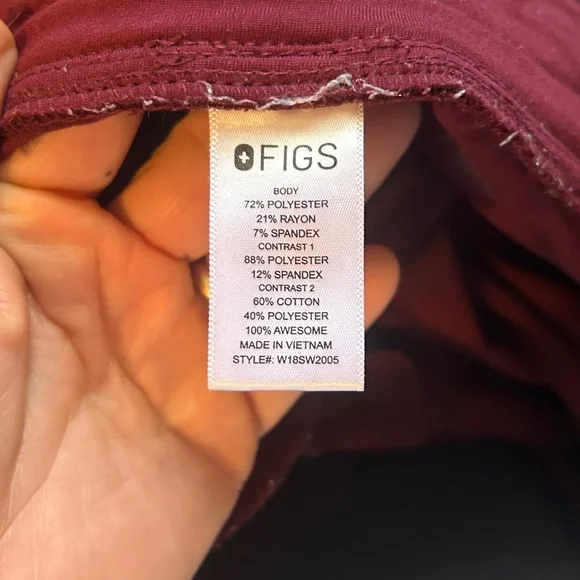 FIGS
BODY
72% POLYESTER
21% RAYON
7% SPANDEX
CONTRAST 1
88% POLYESTER
12% SPANDEX
CONTRAST 2
60% COTTON
40% POLYESTER
100% AWESOME
MADE IN VIETNAM
STYLE#: W18SW2005